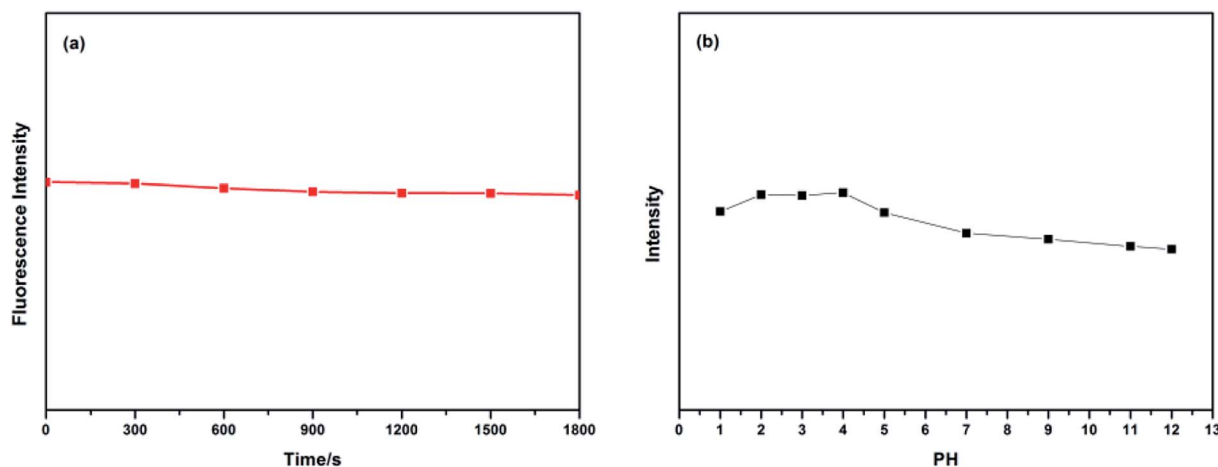 (a)
Fluorescence Intensity
0 300 600 900 1200 1500 1800
Time/s
(b)
Intensity
0 1 2 3 4 5 6 7 8 9 10 11 12 13
PH